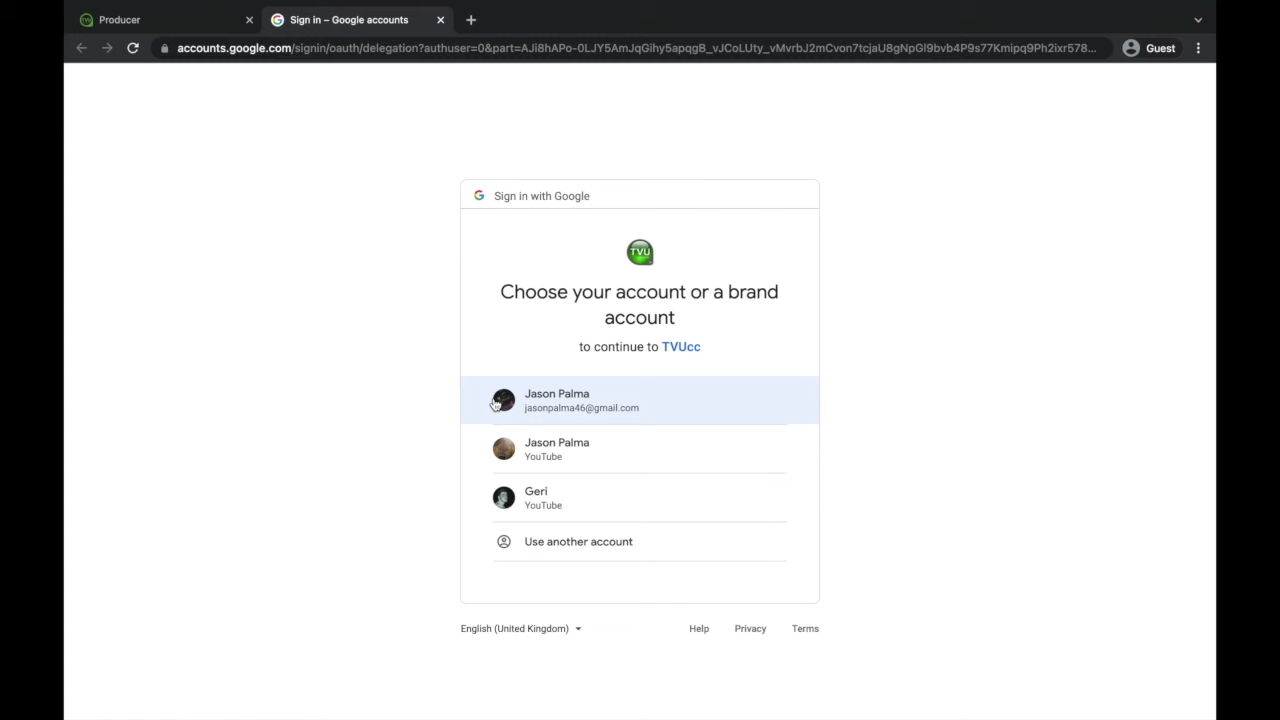 Producer
Sign in – Google accounts
accounts.google.com/signin/oauth/delegation?authuser=0&part=AJi8hAPo-0LJY5AmJqGihy5apqgB_vJCoLUty_vMvrbJ2mCvon7tcjaU8gNpGl9bvb4P9s77Kmipq9Ph2ixr578...
Guest
Sign in with Google
TVU
Choose your account or a brand
account
to continue to TVUcc
Jason Palma
jasonpalma46@gmail.com
Jason Palma
YouTube
Geri
YouTube
Use another account
English (United Kingdom)
Help
Privacy
Terms